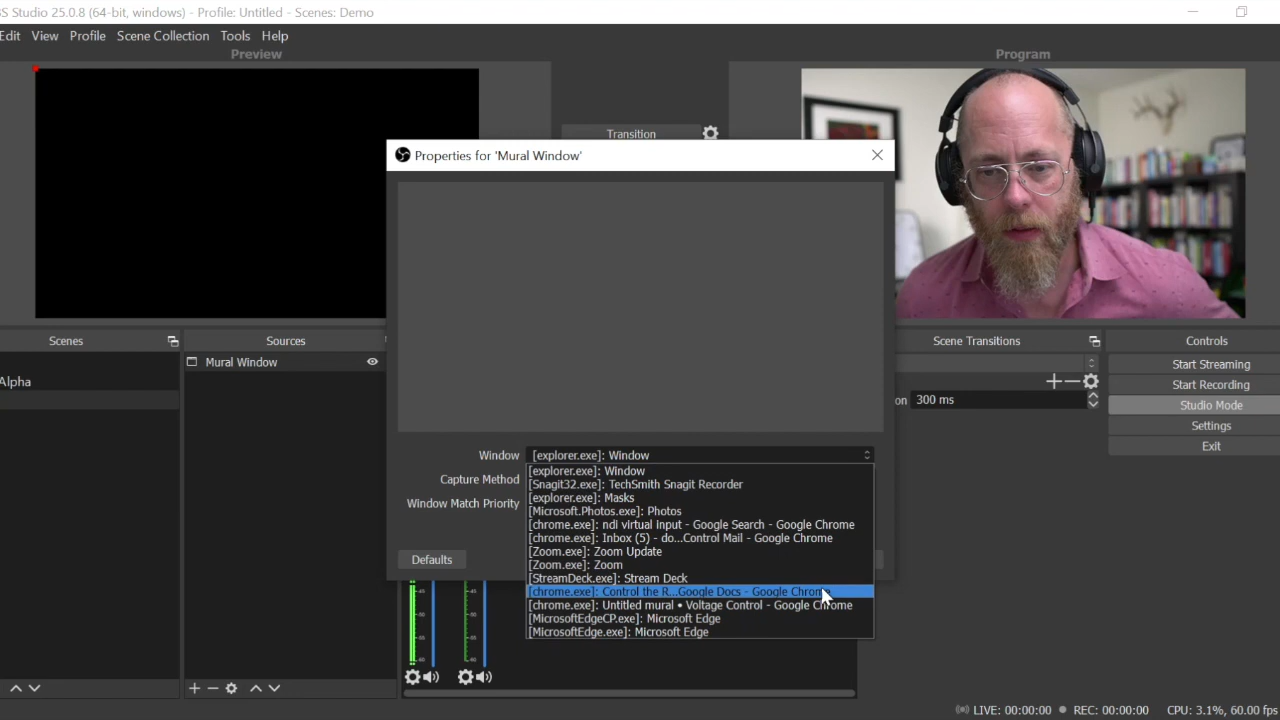 S Studio 25.0.8 (64-bit, windows) - Profile: Untitled - Scenes: Demo
Edit View Profile Scene Collection Tools Help
Preview
Program
Transition
Properties for 'Mural Window'
Scenes
Sources
Scene Transitions
Controls
Alpha
Mural Window
on 300 ms
Start Streaming
Start Recording
Studio Mode
Settings
Exit
Window [explorer.exe]: Window
Capture Method
Window Match Priority
Defaults
[explorer.exe]: Window
[Snagit32.exe]: TechSmith Snagit Recorder
[explorer.exe]: Masks
[Microsoft.Photos.exe]: Photos
[chrome.exe]: ndi virtual input - Google Search - Google Chrome
[chrome.exe]: Inbox (5) - do...Control Mail - Google Chrome
[Zoom.exe]: Zoom Update
[Zoom.exe]: Zoom
[StreamDeck.exe]: Stream Deck
[chrome.exe]: Control the R...Google Docs - Google Chrome
[chrome.exe]: Untitled mural • Voltage Control - Google Chrome
[MicrosoftEdgeCP.exe]: Microsoft Edge
[MicrosoftEdge.exe]: Microsoft Edge
LIVE: 00:00:00 REC: 00:00:00 CPU: 3.1%, 60.00 fps